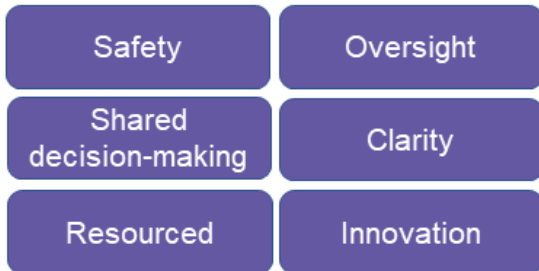 Safety
Oversight
Shared
decision-making
Clarity
Resourced
Innovation